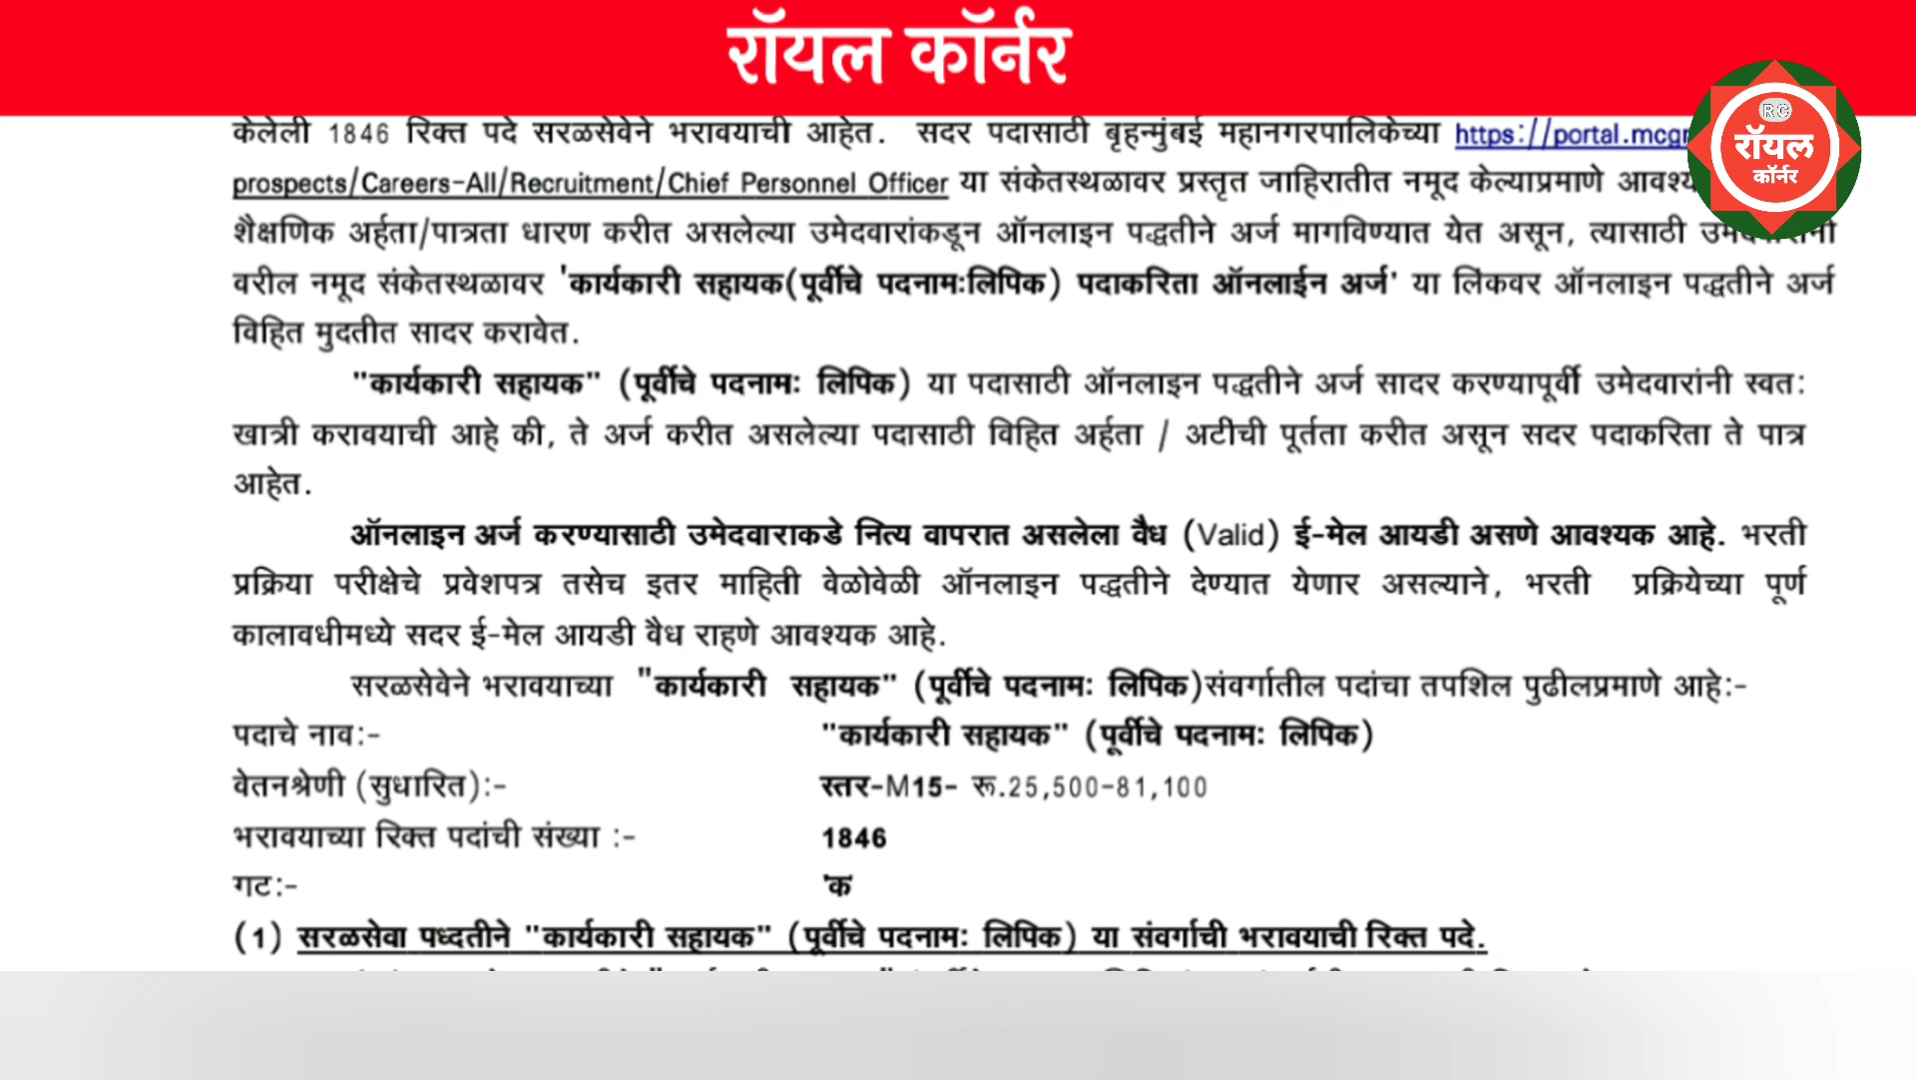 रॉयल कॉर्नर
RC
रॉयल
कॉर्नर
केलेली 1846 रिक्त पदे सरळसेवेने भरावयाची आहेत. सदर पदासाठी बृहन्मुंबई महानगरपालिकेच्या https://portal.mcg
prospects/Careers-All/Recruitment/Chief Personnel Officer या संकेतस्थळावर प्रस्तृत जाहिरातीत नमूद केल्याप्रमाणे
शैक्षणिक अर्हता/पात्रता धारण करीत असलेल्या उमेदवारांकडून ऑनलाइन पद्धतीने अर्ज मागविण्यात येत असून, त्यासाठी
वरील नमूद संकेतस्थळावर 'कार्यकारी सहायक(पूर्वीचे पदनाम:लिपिक) पदाकरिता ऑनलाईन अर्ज' या लिंकवर ऑनलाइन पद्धतीने अर्ज
विहित मुदतीत सादर करावेत.
"कार्यकारी सहायक" (पूर्वीचे पदनाम: लिपिक) या पदासाठी ऑनलाइन पद्धतीने अर्ज सादर करण्यापूर्वी उमेदवारांनी स्वत:
खात्री करावयाची आहे की, ते अर्ज करीत असलेल्या पदासाठी विहित अर्हता / अटीची पूर्तता करीत असून सदर पदाकरिता ते पात्र
आहेत.
ऑनलाइन अर्ज करण्यासाठी उमेदवाराकडे नित्य वापरात असलेला वैध (Valid) ई-मेल आयडी असणे आवश्यक आहे. भरती
प्रक्रिया परीक्षेचे प्रवेशपत्र तसेच इतर माहिती वेळोवेळी ऑनलाइन पद्धतीने देण्यात येणार असल्याने, भरती प्रक्रियेच्या पूर्ण
कालावधीमध्ये सदर ई-मेल आयडी वैध राहणे आवश्यक आहे.
सरळसेवेने भरावयाच्या "कार्यकारी सहायक" (पूर्वीचे पदनाम: लिपिक)संवर्गातील पदांचा तपशिल पुढीलप्रमाणे आहे:-
पदाचे नाव:- "कार्यकारी सहायक" (पूर्वीचे पदनाम: लिपिक)
वेतनश्रेणी (सुधारित):- स्तर-M15- रू.25,500-81,100
भरावयाच्या रिक्त पदांची संख्या :- 1846
गट:- 'क'
(1) सरळसेवा पध्दतीने "कार्यकारी सहायक" (पूर्वीचे पदनाम: लिपिक) या संवर्गाची भरावयाची रिक्त पदे.